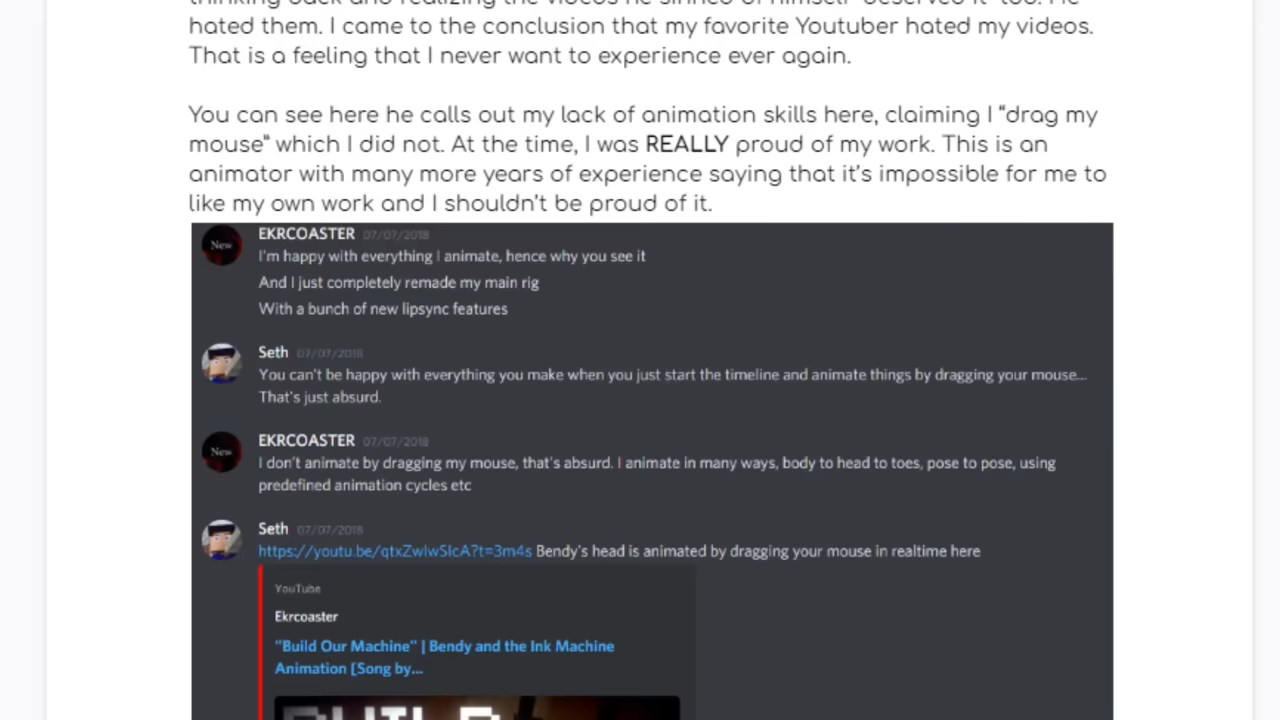 thinking back and realizing the videos he sinned of himself "deserved it" too. He
hated them. I came to the conclusion that my favorite Youtuber hated my videos.
That is a feeling that I never want to experience ever again.
You can see here he calls out my lack of animation skills here, claiming I “drag my
mouse” which I did not. At the time, I was REALLY proud of my work. This is an
animator with many more years of experience saying that it’s impossible for me to
like my own work and I shouldn’t be proud of it.
EKRCOASTER 07/07/2018
New
I'm happy with everything I animate, hence why you see it
And I just completely remade my main rig
With a bunch of new lipsync features
Seth 07/07/2018
You can't be happy with everything you make when you just start the timeline and animate things by dragging your mouse...
That's just absurd.
EKRCOASTER 07/07/2018
New
I don't animate by dragging my mouse, that's absurd. I animate in many ways, body to head to toes, pose to pose, using
predefined animation cycles etc
Seth 07/07/2018
https://youtu.be/qtxZwlwSlcA?t=3m4s Bendy's head is animated by dragging your mouse in realtime here
YouTube
Ekrcoaster
"Build Our Machine" | Bendy and the Ink Machine
Animation [Song by...
BUILD